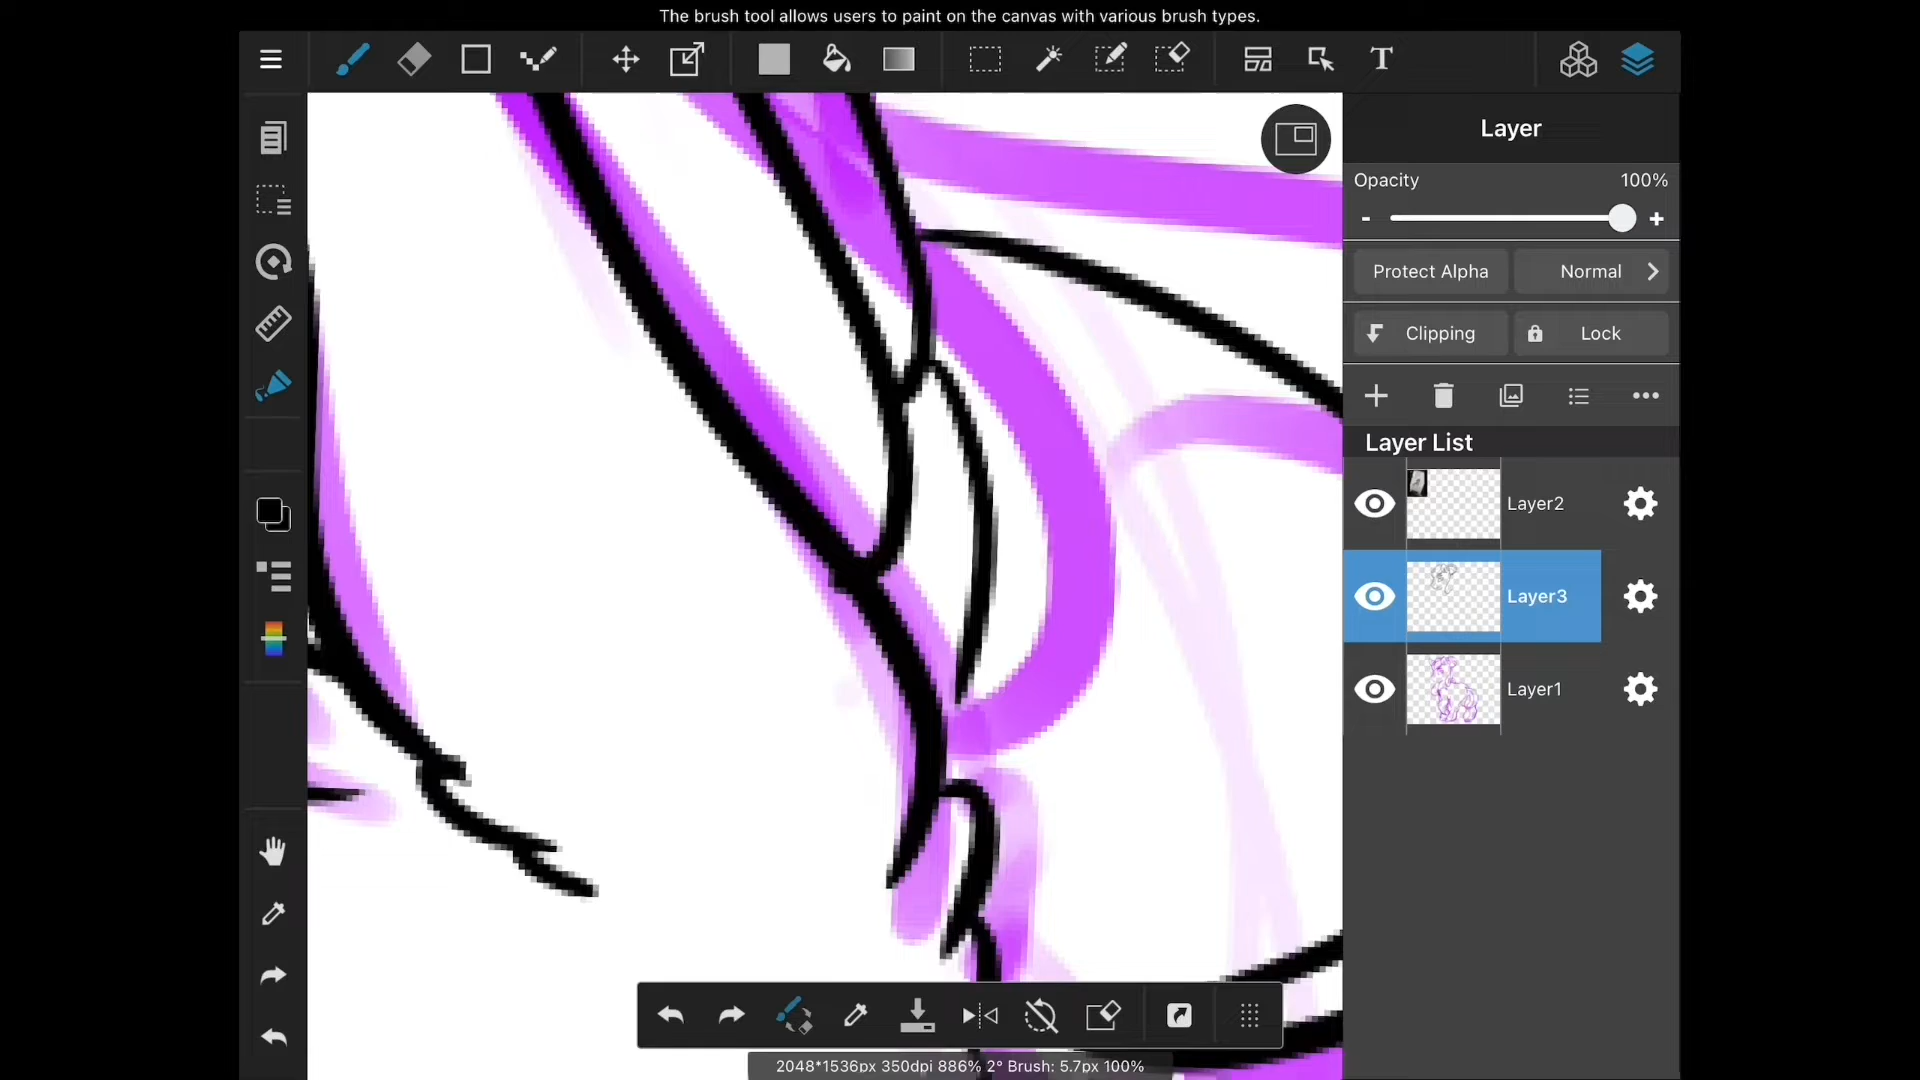 The brush tool allows users to paint on the canvas with various brush types.
T
Layer
Opacity 100%
- +
Protect Alpha Normal
Clipping Lock
Layer List
Layer2
Layer3
Layer1
2048*1536px 350dpi 886% 2° Brush: 5.7px 100%